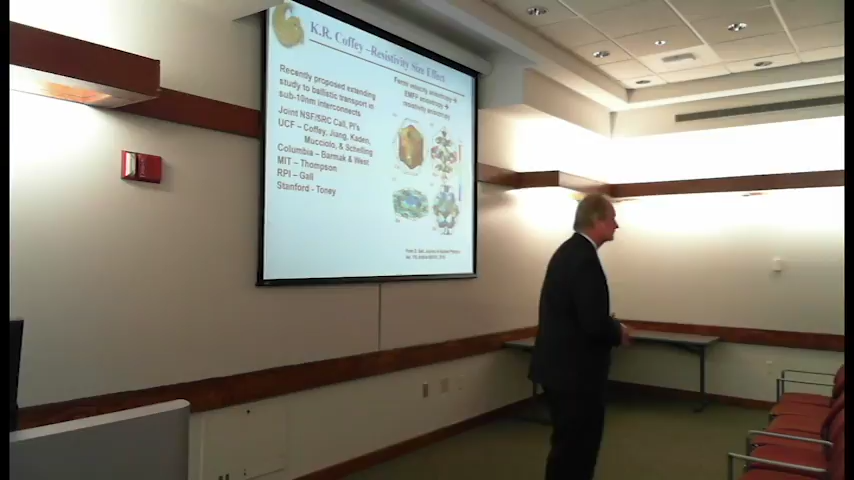 K.R. Coffey –Resistivity Size Effect
Recently proposed extending
study to ballistic transport in
sub-10nm interconnects
Joint NSF/SRC Call, PI's
UCF – Coffey, Jiang, Kaden,
Mucciolo, & Schelling
Columbia – Barmak & West
MIT – Thompson
RPI – Gall
Stanford - Toney
Fermi velocity anisotropy
EMFP anisotropy
resistivity anisotropy